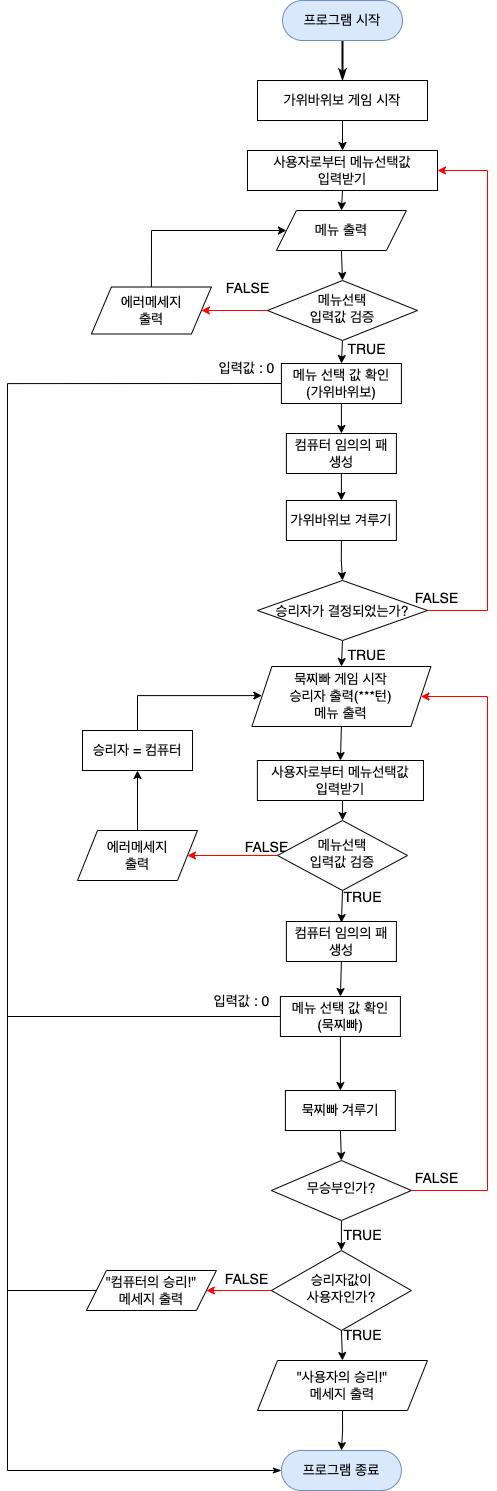 프로그램 시작
가위바위보 게임 시작
사용자로부터 메뉴선택값
입력받기
메뉴 출력
FALSE
에러메세지
출력
메뉴선택
입력값 검증
TRUE
입력값 : 0
메뉴 선택 값 확인
(가위바위보)
컴퓨터 임의의 패
생성
가위바위보 겨루기
승리자가 결정되었는가?
FALSE
TRUE
묵찌빠 게임 시작
승리자 출력(***턴)
메뉴 출력
승리자 = 컴퓨터
사용자로부터 메뉴선택값
입력받기
에러메세지
출력
FALSE
메뉴선택
입력값 검증
TRUE
컴퓨터 임의의 패
생성
입력값 : 0
메뉴 선택 값 확인
(묵찌빠)
묵찌빠 겨루기
무승부인가?
FALSE
TRUE
"컴퓨터의 승리!"
메세지 출력
FALSE
승리자값이
사용자인가?
TRUE
"사용자의 승리!"
메세지 출력
프로그램 종료